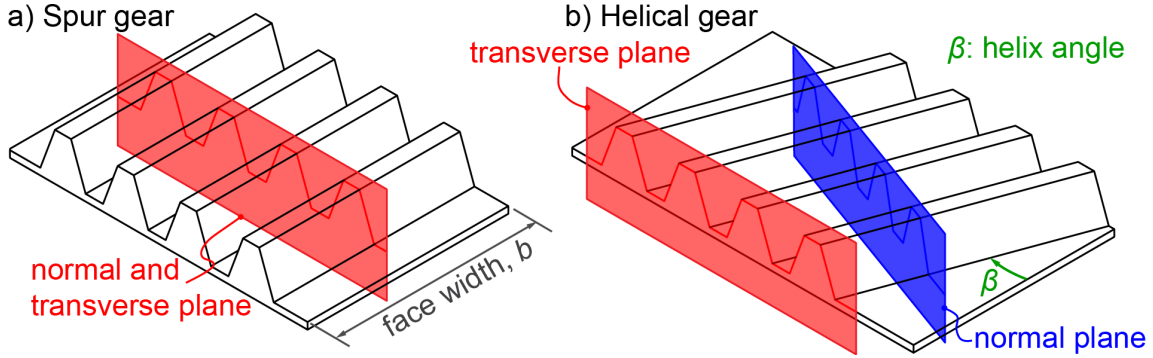 a) Spur gear
normal and
transverse plane
face width, b
b) Helical gear
transverse plane
β: helix angle
β
normal plane